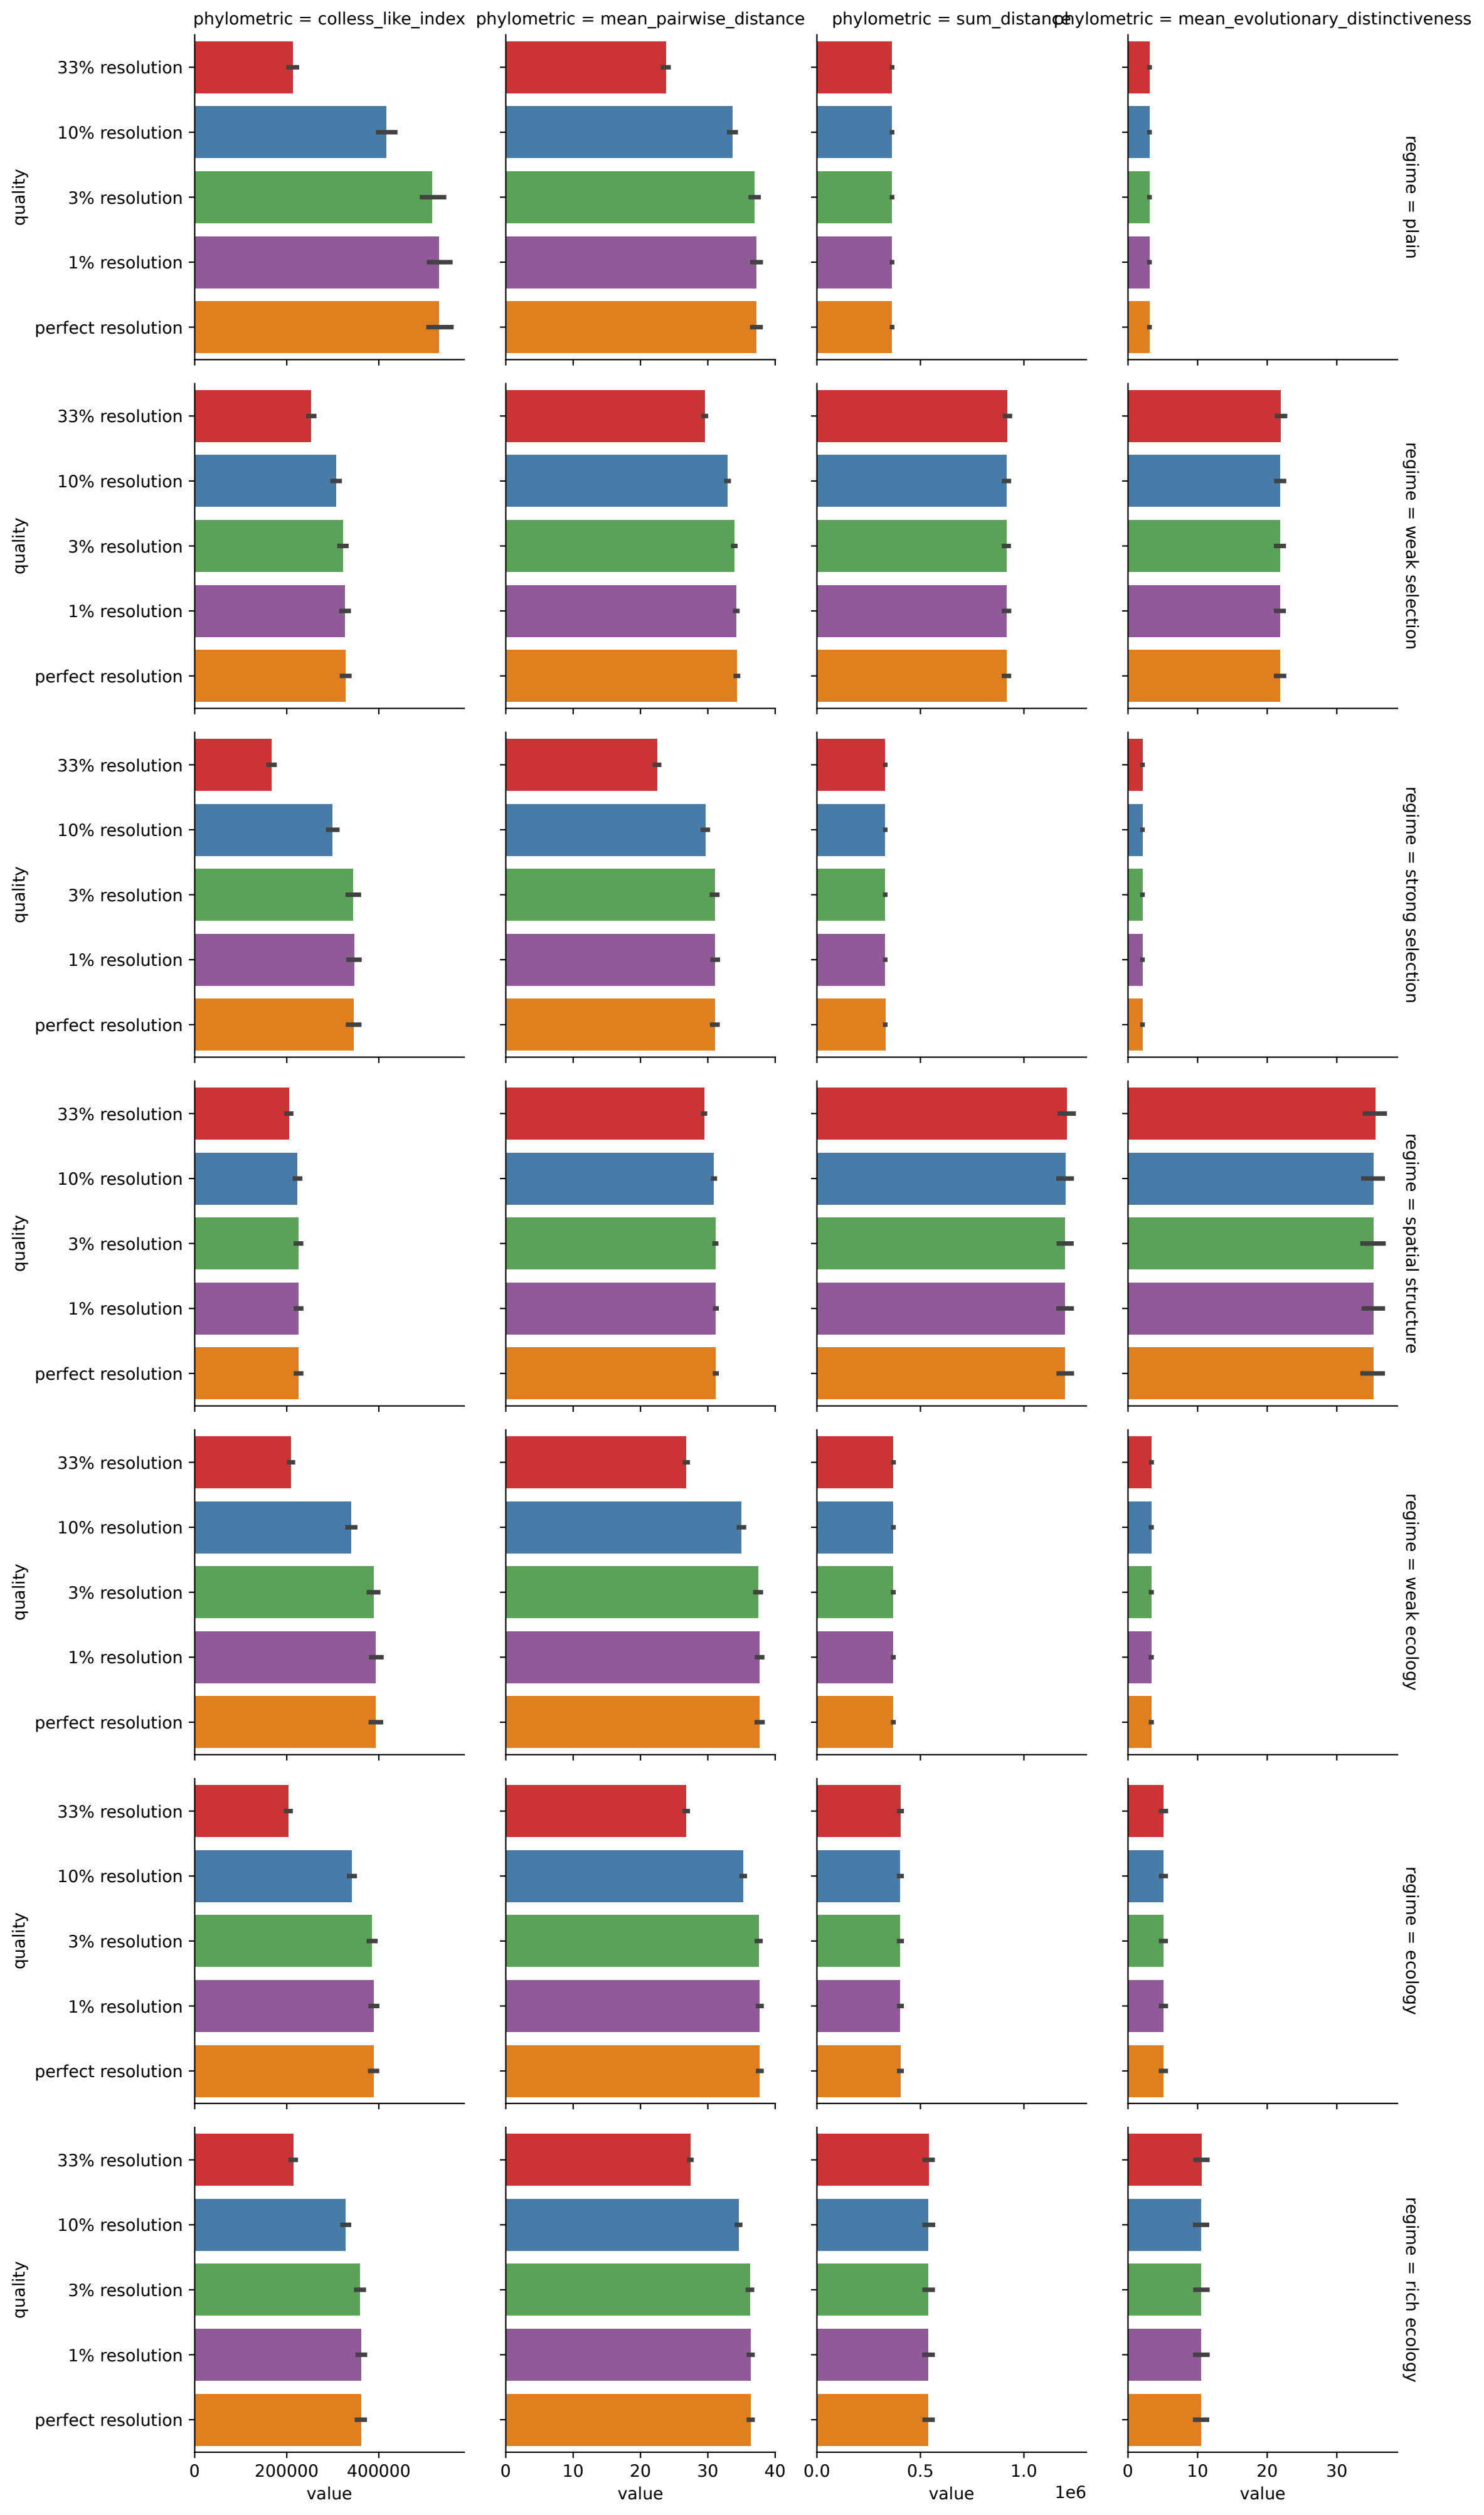 phylometric = colless_like_index
phylometric = mean_pairwise_distance
phylometric = sum_distance
phylometric = mean_evolutionary_distinctiveness
quality
33% resolution
10% resolution
3% resolution
1% resolution
perfect resolution
regime = plain
quality
33% resolution
10% resolution
3% resolution
1% resolution
perfect resolution
regime = weak selection
quality
33% resolution
10% resolution
3% resolution
1% resolution
perfect resolution
regime = strong selection
quality
33% resolution
10% resolution
3% resolution
1% resolution
perfect resolution
regime = spatial structure
quality
33% resolution
10% resolution
3% resolution
1% resolution
perfect resolution
regime = weak ecology
quality
33% resolution
10% resolution
3% resolution
1% resolution
perfect resolution
regime = ecology
quality
33% resolution
10% resolution
3% resolution
1% resolution
perfect resolution
regime = rich ecology
0 200000 400000
value
0 10 20 30 40
value
0.0 0.5 1.0
1e6
value
0 10 20 30
value